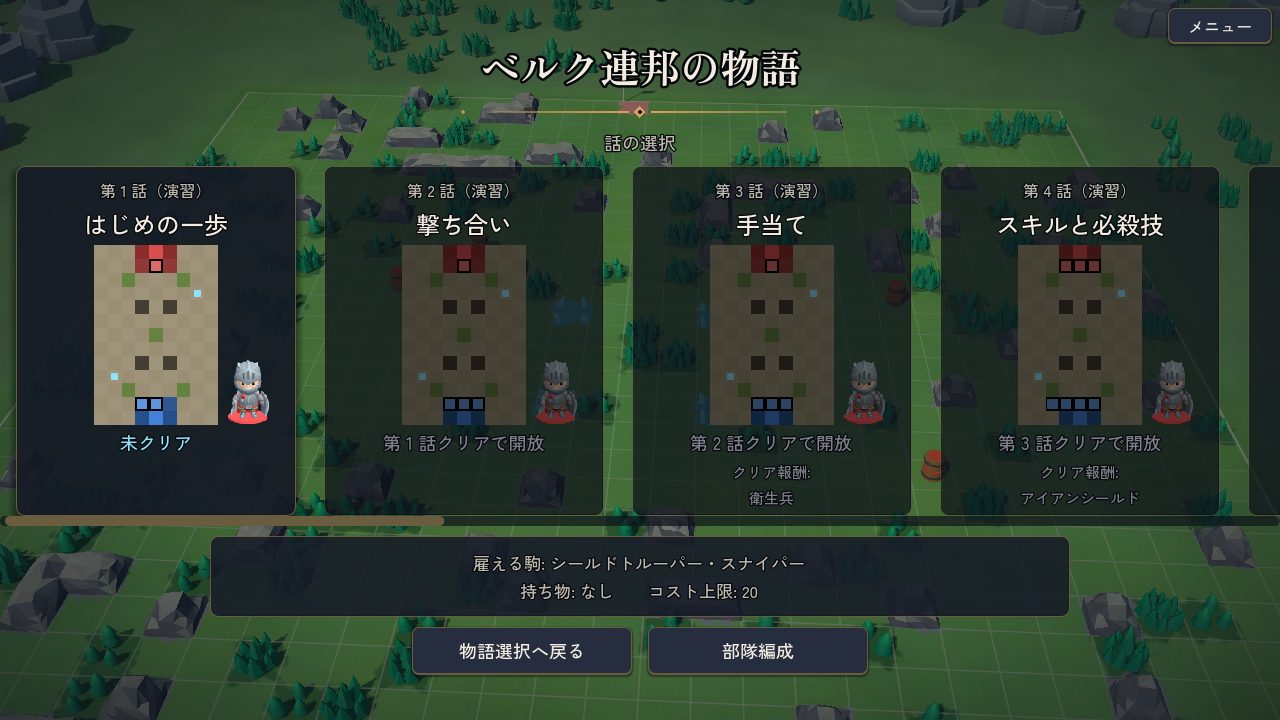 メニュー
ベルク連邦の物語
話の選択
第1話（演習）
はじめの一歩
未クリア
第2話（演習）
撃ち合い
第1話クリアで開放
第3話（演習）
手当て
第2話クリアで開放
クリア報酬:
衛生兵
第4話（演習）
スキルと必殺技
第3話クリアで開放
クリア報酬:
アイアンシールド
雇える駒: シールドトルーパー・スナイパー
持ち物: なし　　コスト上限: 20
物語選択へ戻る
部隊編成